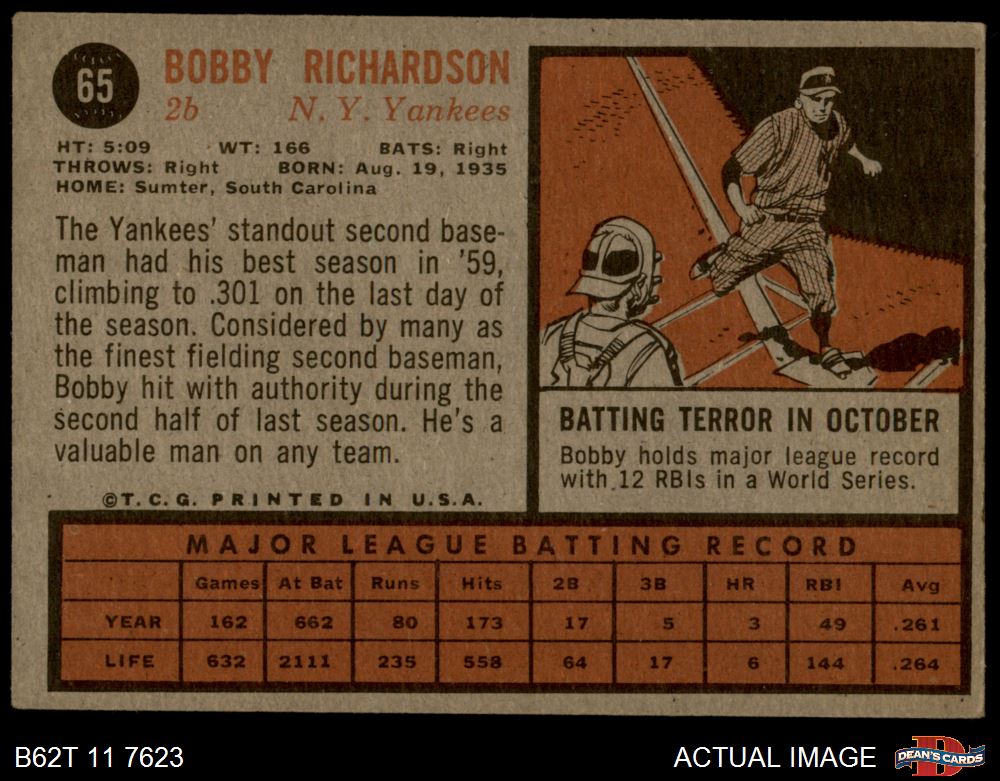 65
BOBBY RICHARDSON
2b N. Y. Yankees
HT: 5:09 WT: 166 BATS: Right
THROWS: Right BORN: Aug. 19, 1935
HOME: Sumter, South Carolina
The Yankees' standout second base-
man had his best season in '59,
climbing to .301 on the last day of
the season. Considered by many as
the finest fielding second baseman,
Bobby hit with authority during the
second half of last season. He's a
valuable man on any team.
©T. C. G. PRINTED IN U.S.A.
BATTING TERROR IN OCTOBER
Bobby holds major league record
with 12 RBIs in a World Series.
MAJOR LEAGUE BATTING RECORD
Games At Bat Runs Hits 2B 3B HR RBI Avg
YEAR 162 662 80 173 17 5 3 49 .261
LIFE 632 2111 235 558 64 17 6 144 .264
B62T 11 7623 ACTUAL IMAGE
D
DEAN'S CARDS